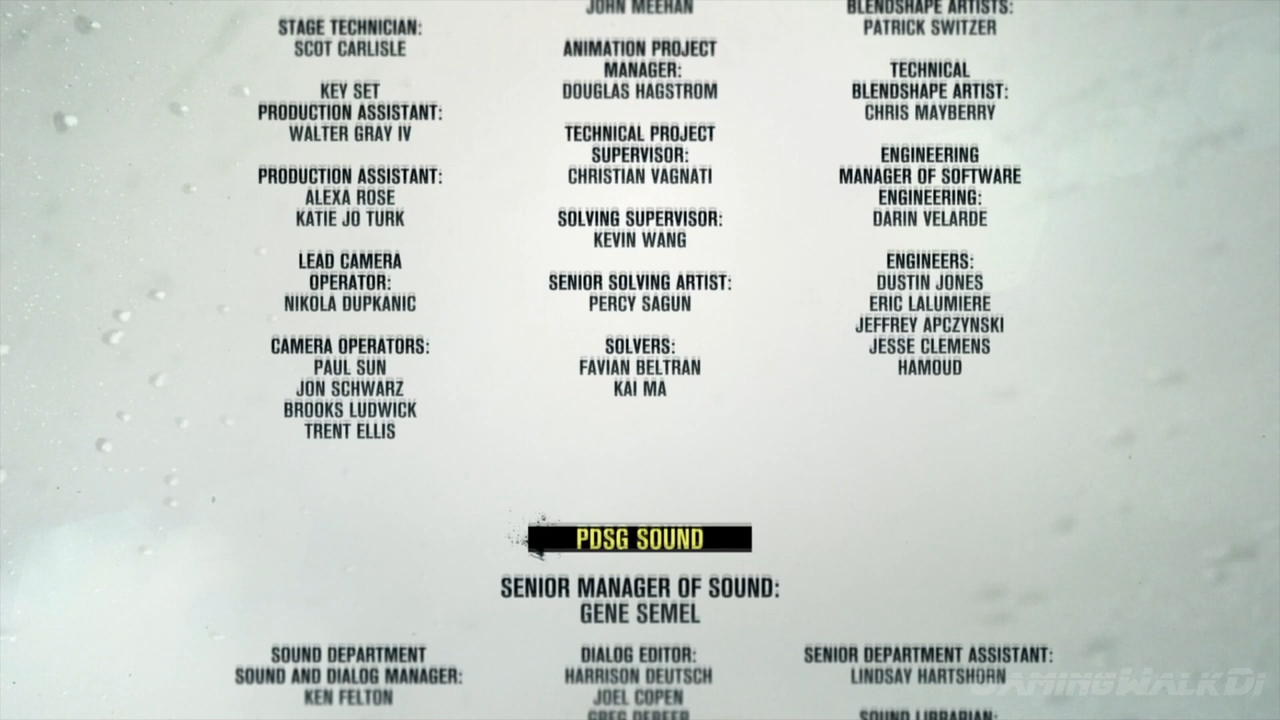 JOHN MEEHAN
BLENDSHAPE ARTISTS:
STAGE TECHNICIAN:
SCOT CARLISLE
KEY SET
PRODUCTION ASSISTANT:
WALTER GRAY IV
PRODUCTION ASSISTANT:
ALEXA ROSE
KATIE JO TURK
LEAD CAMERA
OPERATOR:
NIKOLA DUPKANIC
CAMERA OPERATORS:
PAUL SUN
JON SCHWARZ
BROOKS LUDWICK
TRENT ELLIS
ANIMATION PROJECT
MANAGER:
DOUGLAS HAGSTROM
TECHNICAL PROJECT
SUPERVISOR:
CHRISTIAN VAGNATI
SOLVING SUPERVISOR:
KEVIN WANG
SENIOR SOLVING ARTIST:
PERCY SAGUN
SOLVERS:
FAVIAN BELTRAN
KAI MA
PATRICK SWITZER
TECHNICAL
BLENDSHAPE ARTIST:
CHRIS MAYBERRY
ENGINEERING
MANAGER OF SOFTWARE
ENGINEERING:
DARIN VELARDE
ENGINEERS:
DUSTIN JONES
ERIC LALUMIERE
JEFFREY APCZYNSKI
JESSE CLEMENS
HAMOUD
PDSG SOUND
SENIOR MANAGER OF SOUND:
GENE SEMEL
SOUND DEPARTMENT
SOUND AND DIALOG MANAGER:
KEN FELTON
DIALOG EDITOR:
HARRISON DEUTSCH
JOEL COPEN
SENIOR DEPARTMENT ASSISTANT:
LINDSAY HARTSHORN
SOUND LIBRARIAN:
GAMINGWALKDI